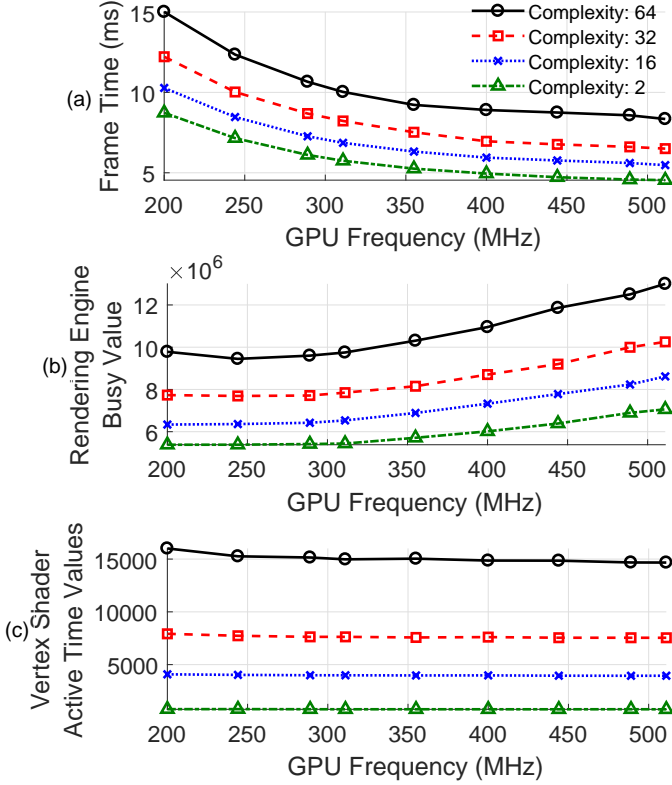 15
10
5
Frame Time (ms)
(a)
Complexity: 64
Complexity: 32
Complexity: 16
Complexity: 2
200 250 300 350 400 450 500
GPU Frequency (MHz)
×10⁶
12
10
8
6
Rendering Engine
Busy Value
(b)
200 250 300 350 400 450 500
GPU Frequency (MHz)
15000
10000
5000
Vertex Shader
Active Time Values
(c)
200 250 300 350 400 450 500
GPU Frequency (MHz)